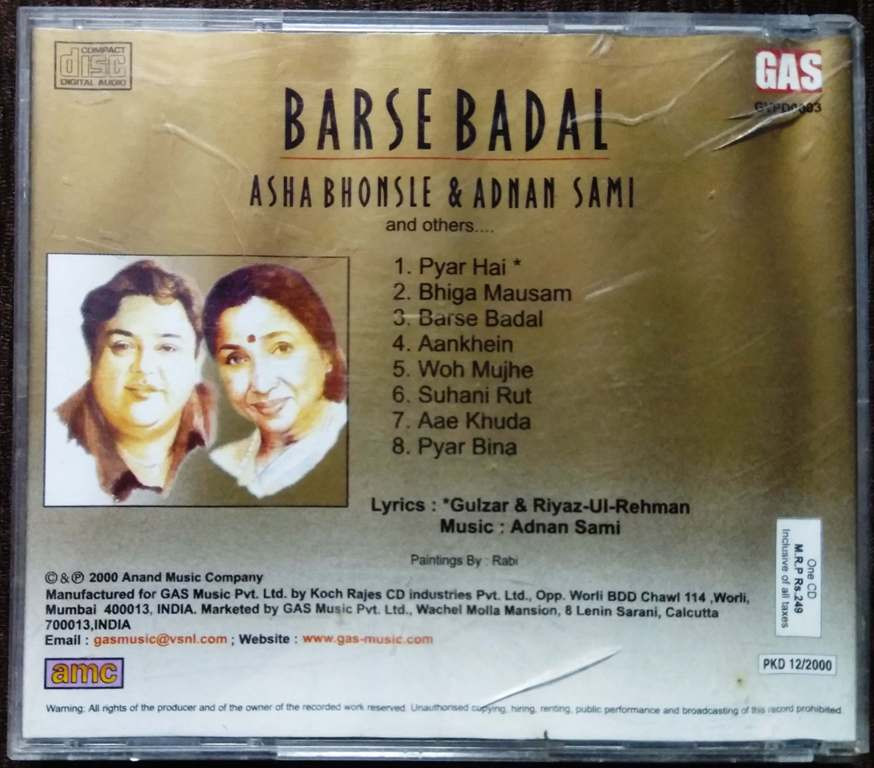 COMPACT
disc
DIGITAL AUDIO
GAS
BARSE BADAL
ASHA BHONSLE & ADNAN SAMI
and others....
1. Pyar Hai *
2. Bhiga Mausam
3. Barse Badal
4. Aankhein
5. Woh Mujhe
6. Suhani Rut
7. Aae Khuda
8. Pyar Bina
Lyrics : *Gulzar & Riyaz-Ul-Rehman
Music : Adnan Sami
Paintings By : Rabi
One CD
M.R.P Rs.249
Inclusive of all taxes
© & ℗ 2000 Anand Music Company
Manufactured for GAS Music Pvt. Ltd. by Koch Rajes CD industries Pvt. Ltd., Opp. Worli BDD Chawl 114 ,Worli,
Mumbai 400013, INDIA. Marketed by GAS Music Pvt. Ltd., Wachel Molla Mansion, 8 Lenin Sarani, Calcutta
700013,INDIA
Email : gasmusic@vsnl.com ; Website : www.gas-music.com
amc
PKD 12/2000
Warning: All rights of the producer and of the owner of the recorded work reserved. Unauthorised copying, hiring, renting, public performance and broadcasting of this record prohibited.